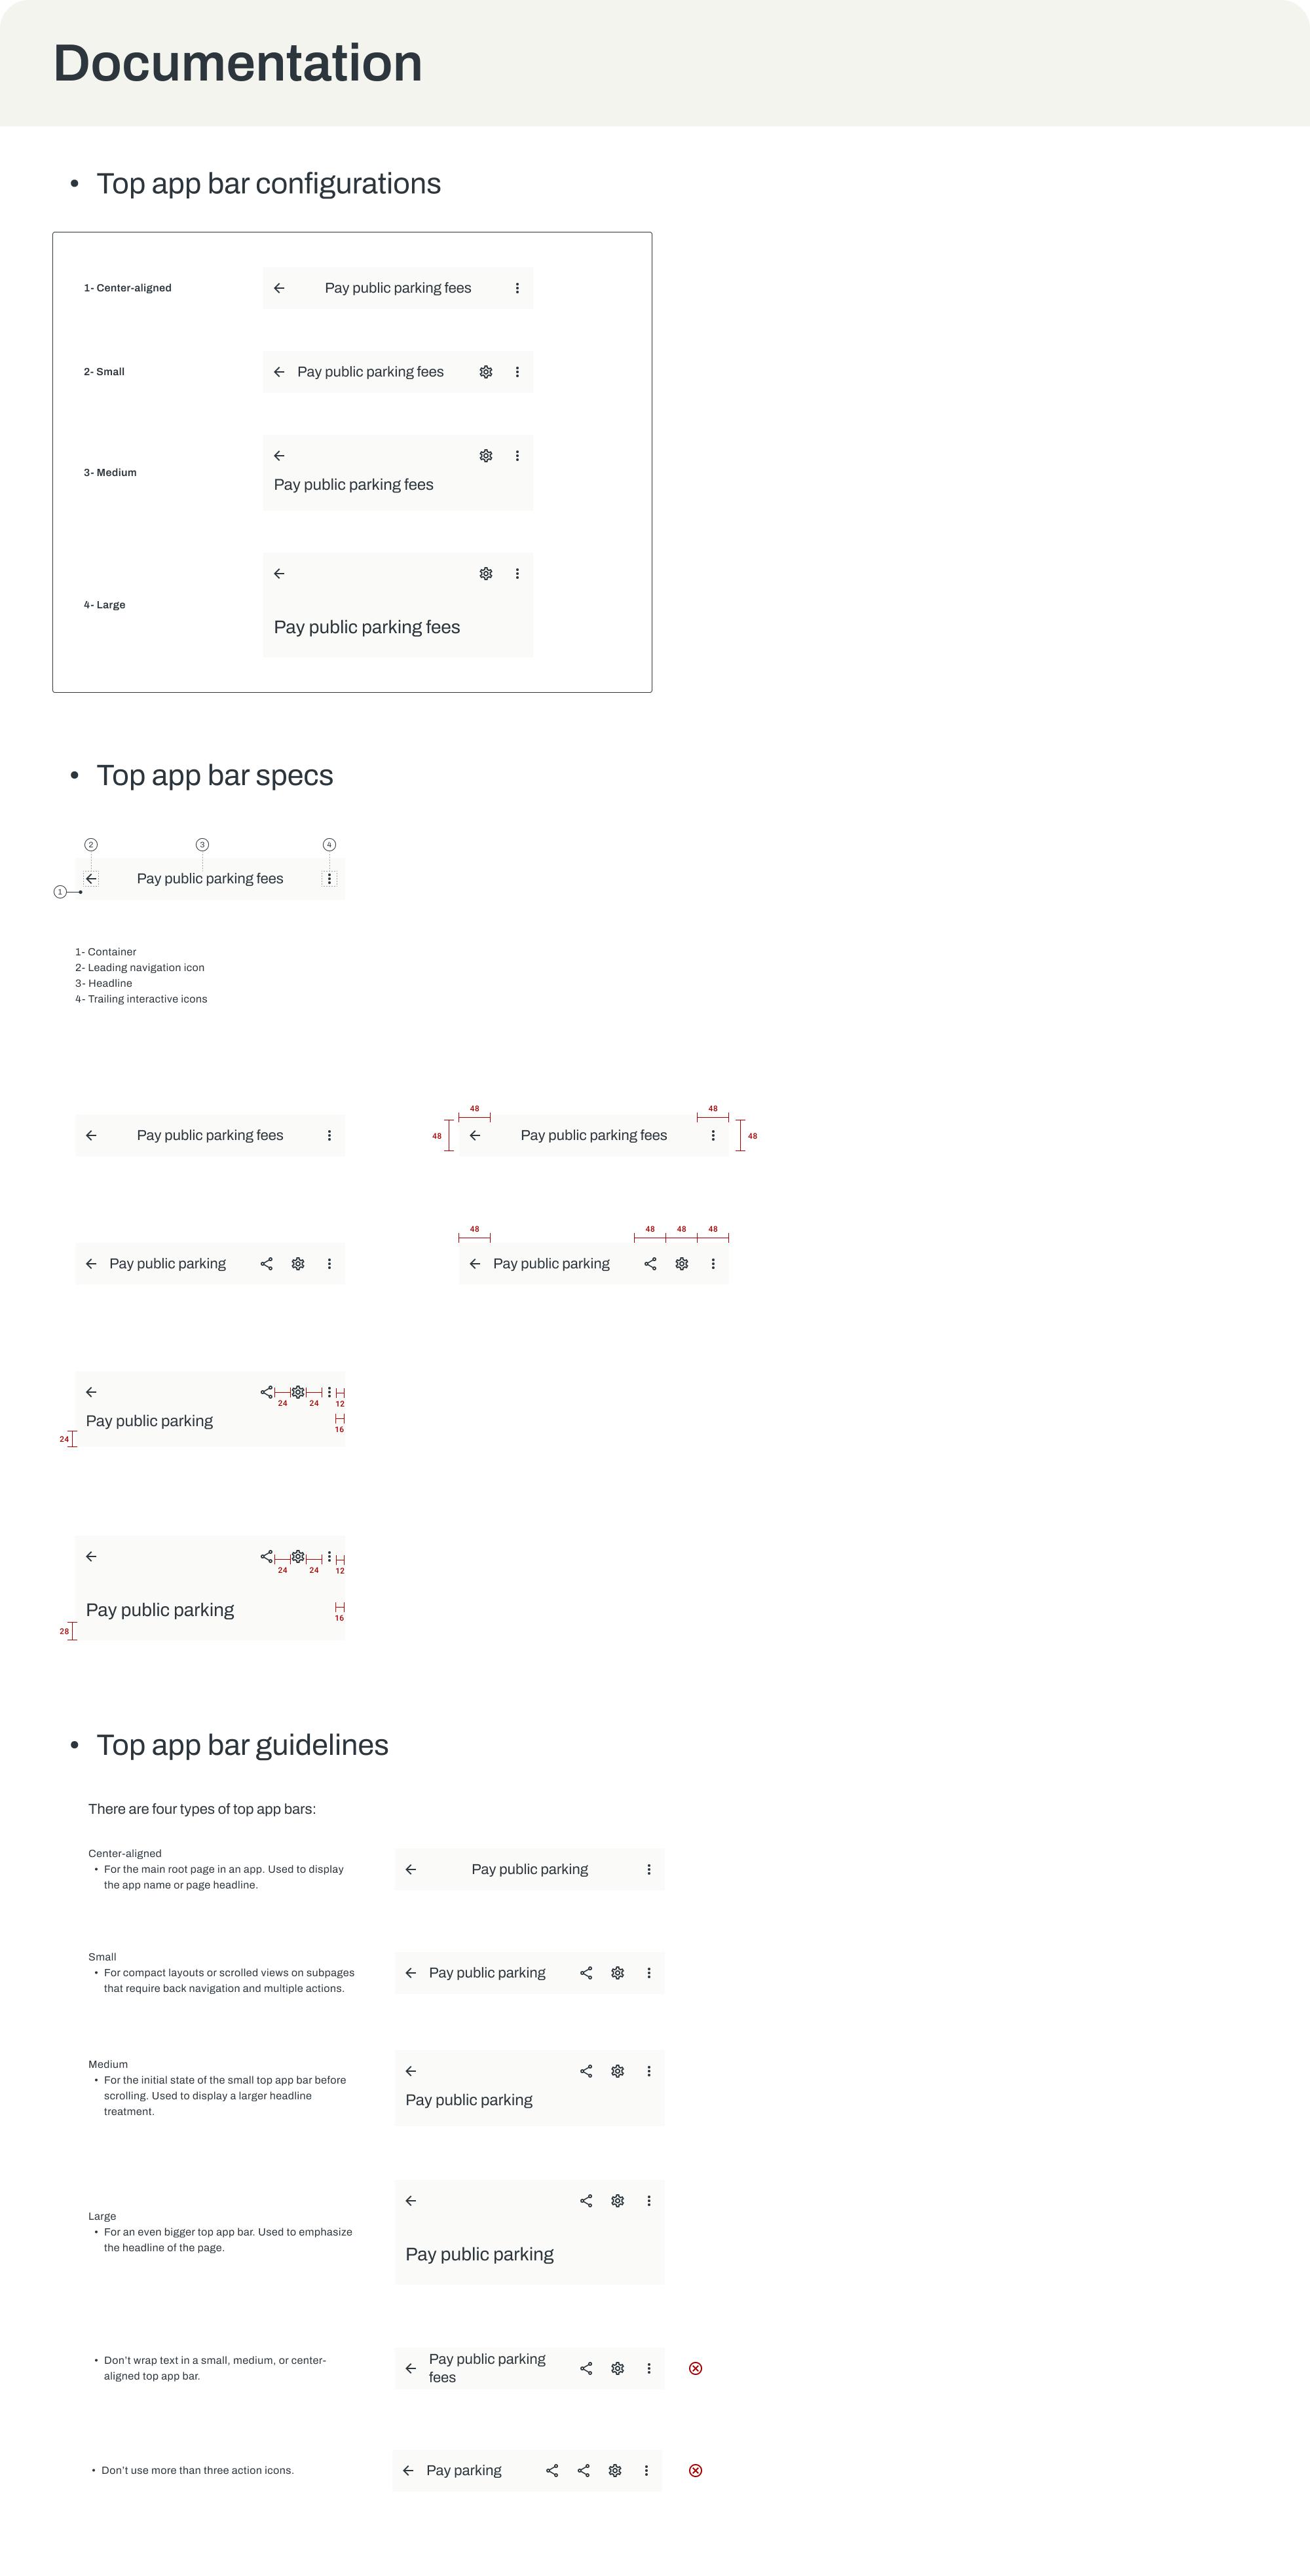 Documentation
• Top app bar configurations
1- Center-aligned
Pay public parking fees
2- Small
Pay public parking fees
3- Medium
Pay public parking fees
4- Large
Pay public parking fees
• Top app bar specs
2
3
4
Pay public parking fees
1
1- Container
2- Leading navigation icon
3- Headline
4- Trailing interactive icons
Pay public parking fees
48
48
48
Pay public parking fees
48
Pay public parking
48
48
48
48
Pay public parking
24
24
12
Pay public parking
16
24
24
24
12
Pay public parking
16
28
• Top app bar guidelines
There are four types of top app bars:
Center-aligned
• For the main root page in an app. Used to display
the app name or page headline.
Pay public parking
Small
• For compact layouts or scrolled views on subpages
that require back navigation and multiple actions.
Pay public parking
Medium
• For the initial state of the small top app bar before
scrolling. Used to display a larger headline
treatment.
Pay public parking
Large
• For an even bigger top app bar. Used to emphasize
the headline of the page.
Pay public parking
• Don't wrap text in a small, medium, or center-
aligned top app bar.
Pay public parking
fees
• Don't use more than three action icons.
Pay parking